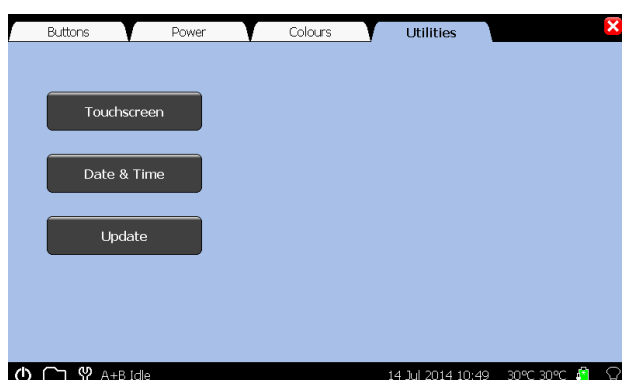 Buttons Power Colours Utilities
Touchscreen
Date & Time
Update
A+B Idle 14 Jul 2014 10:49 30°C 30°C